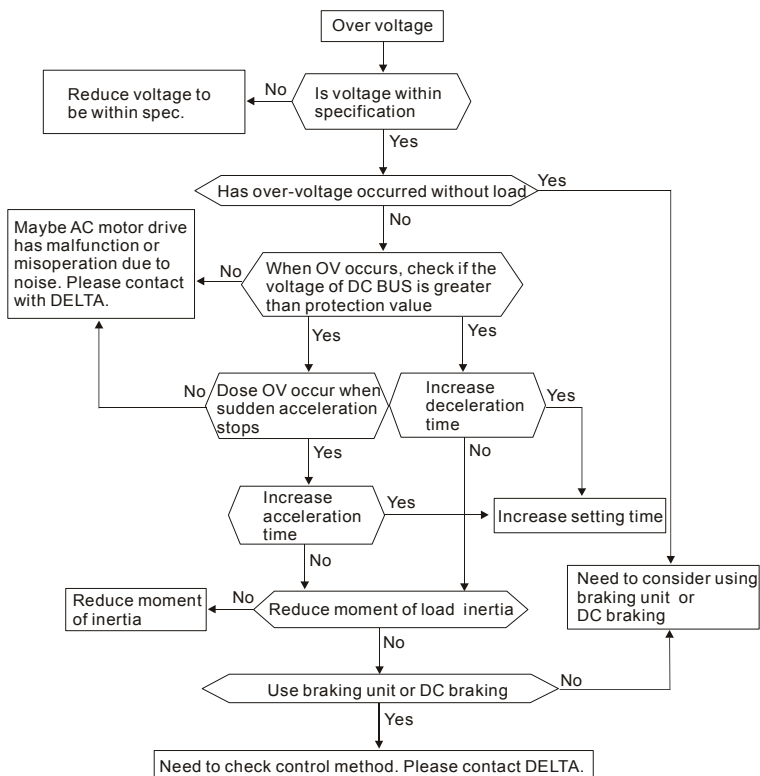 Over voltage
Reduce voltage to
be within spec.
No
Is voltage within
specification
Yes
Has over-voltage occurred without load
Yes
No
Maybe AC motor drive
has malfunction or
misoperation due to
noise. Please contact
with DELTA.
No
When OV occurs, check if the
voltage of DC BUS is greater
than protection value
Yes
Yes
No
Dose OV occur when
sudden acceleration
stops
Increase
deceleration
time
Yes
Yes
No
Increase
acceleration
time
Yes
Increase setting time
No
Reduce moment
of inertia
No
Reduce moment of load inertia
Need to consider using
braking unit or
DC braking
No
Use braking unit or DC braking
No
Yes
Need to check control method. Please contact DELTA.